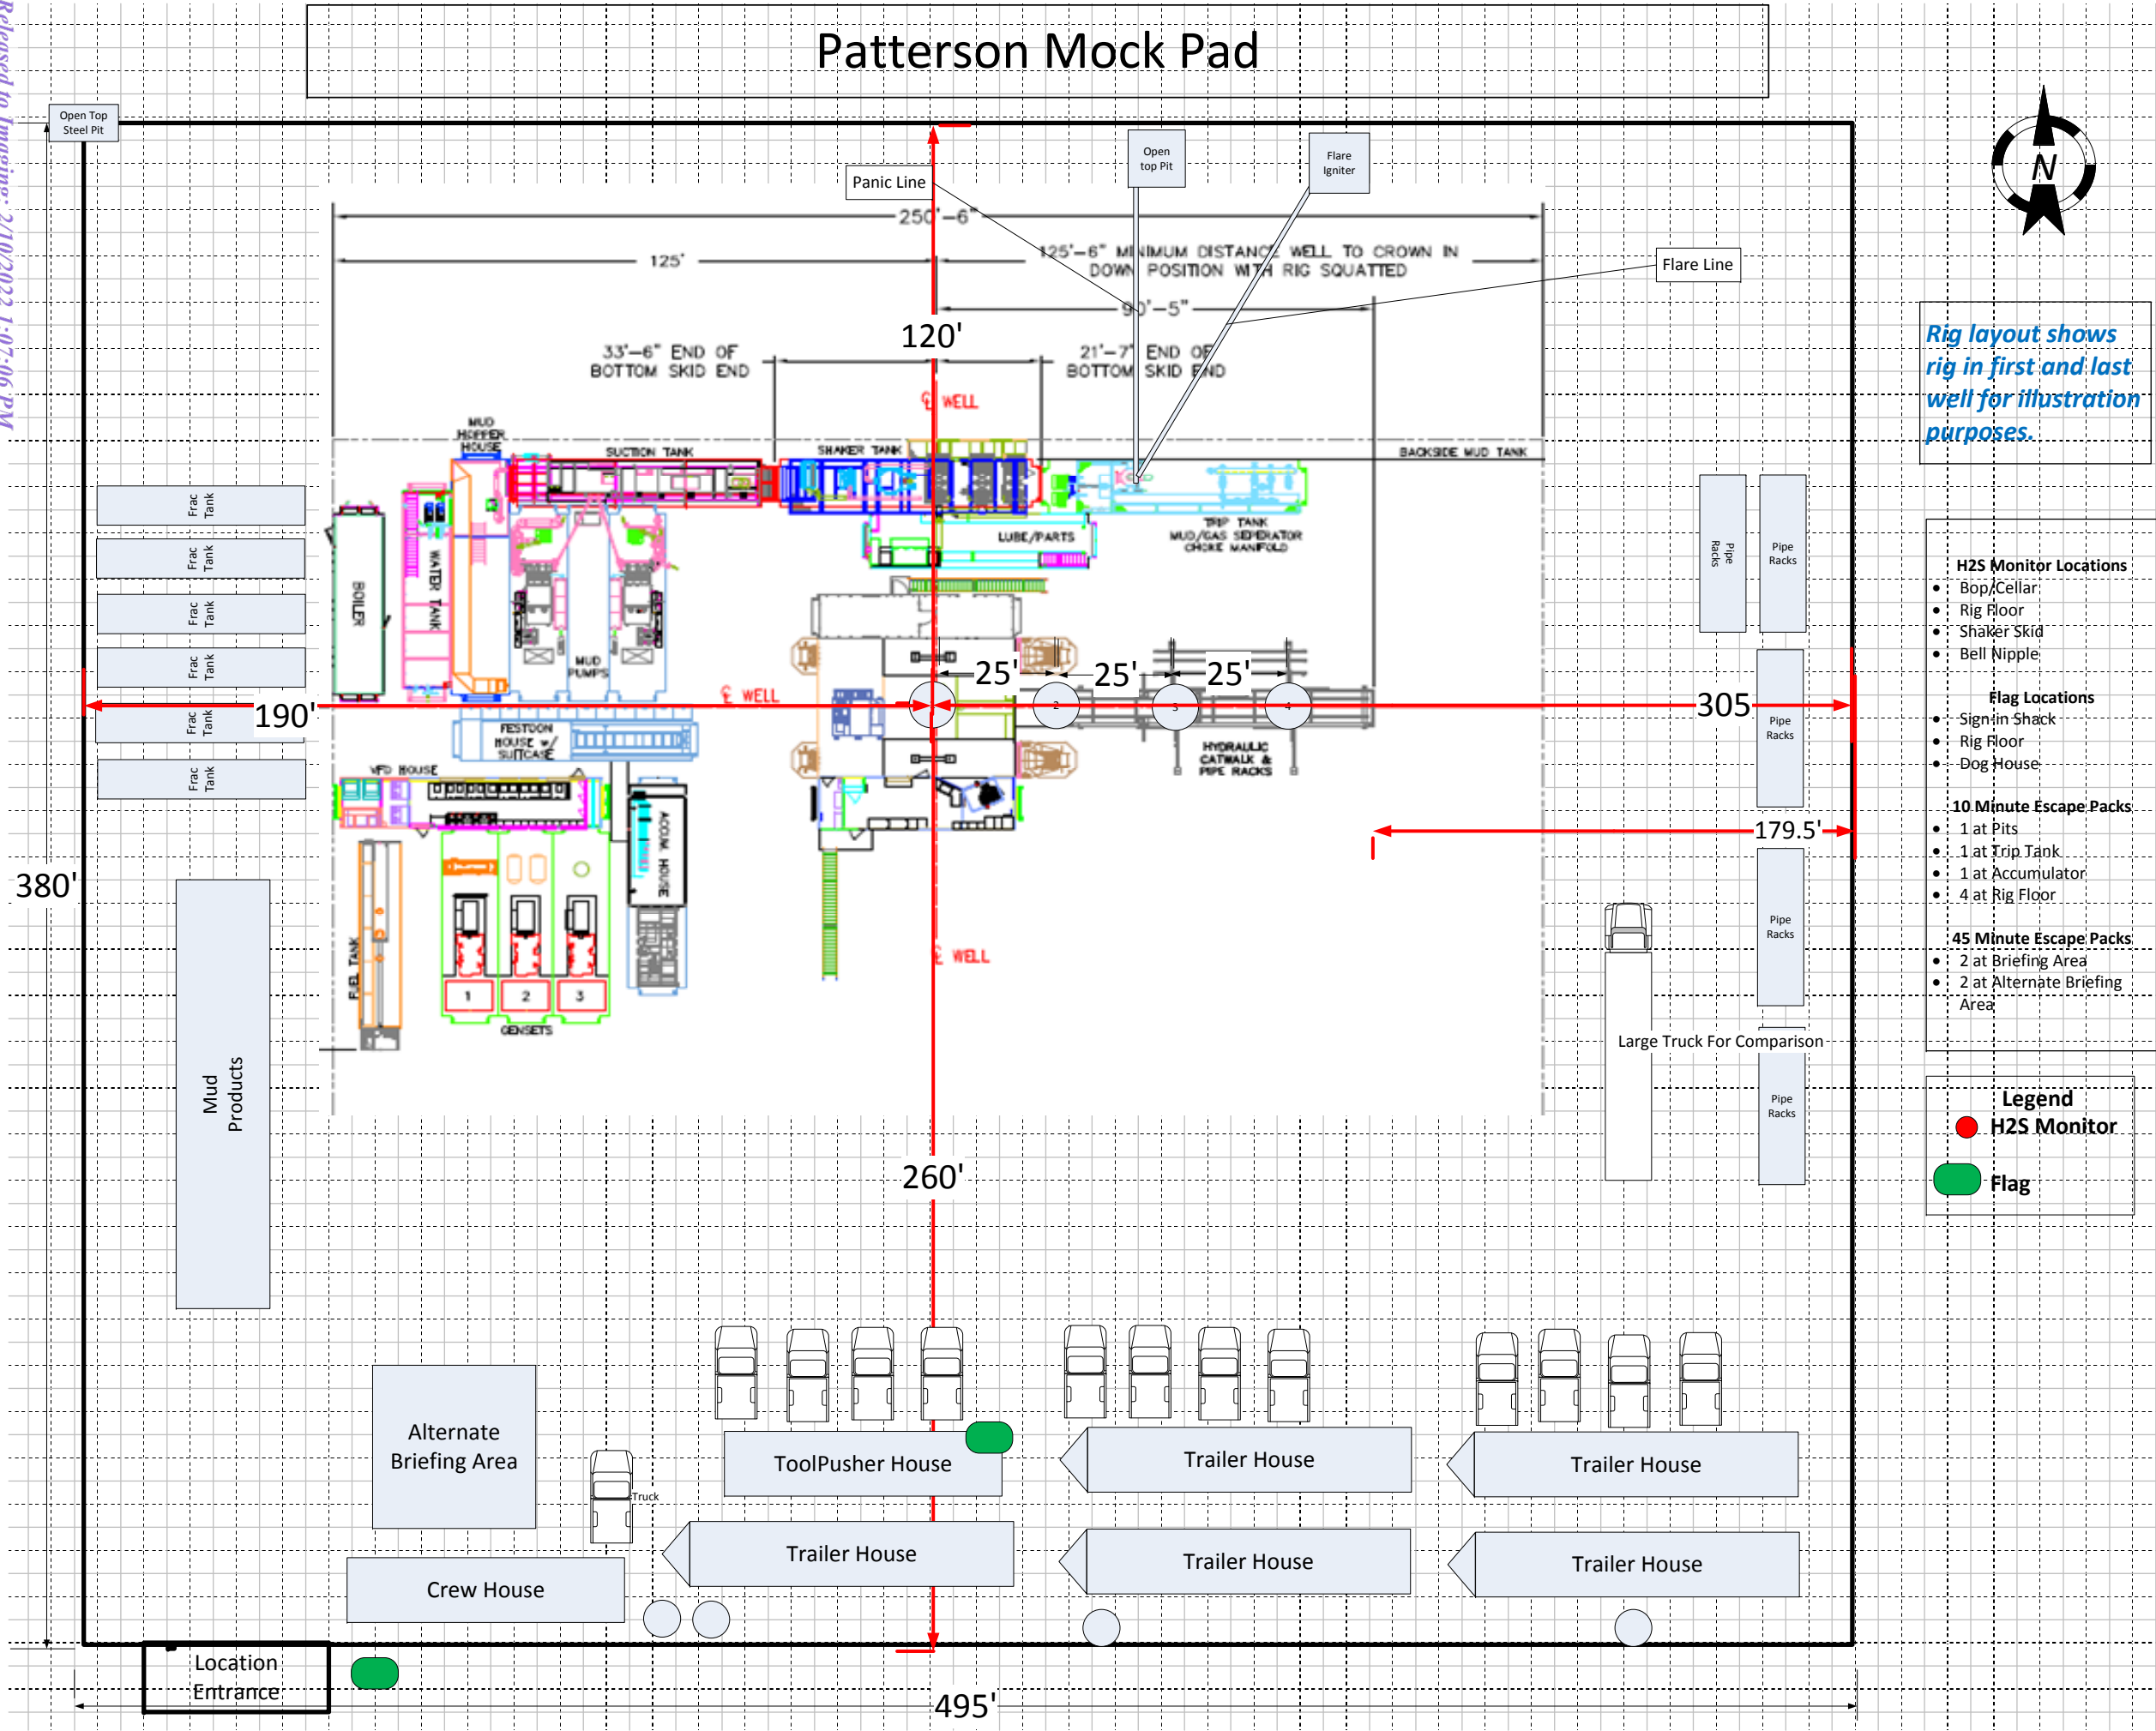 Released to Imaging: 2/10/2022 1:07:06 PM
Patterson Mock Pad
Open Top
Steel Pit
Panic Line
Open
top Pit
Flare
Igniter
N
250'-6"
125'
125'-6" MINIMUM DISTANCE WELL TO CROWN IN
DOWN POSITION WITH RIG SQUATTED
Flare Line
90'-5"
120'
33'-6" END OF
BOTTOM SKID END
21'-7" END OF
BOTTOM SKID END
℄ WELL
Rig layout shows
rig in first and last
well for illustration
purposes.
MUD
HOPPER
HOUSE
SUCTION TANK
SHAKER TANK
BACKSIDE MUD TANK
Frac
Tank
Frac
Tank
Frac
Tank
Frac
Tank
Frac
Tank
Frac
Tank
BOILER
WATER TANK
MUD
PUMPS
LUBE/PARTS
TRIP TANK
MUD/GAS SEPERATOR
CHOKE MANIFOLD
Pipe
Racks
Pipe
Racks
25'
25'
25'
190'
℄ WELL
2
3
4
305
Pipe
Racks
FESTOON
HOUSE w/
SUITCASE
HYDRAULIC
CATWALK &
PIPE RACKS
VFD HOUSE
ACCUM. HOUSE
179.5'
380'
FUEL TANK
1
2
3
GENSETS
℄ WELL
Pipe
Racks
Large Truck For Comparison
Pipe
Racks
Mud
Products
260'
H2S Monitor Locations
• Bop/Cellar
• Rig Floor
• Shaker Skid
• Bell Nipple
Flag Locations
• Sign in Shack
• Rig Floor
• Dog House
10 Minute Escape Packs
• 1 at Pits
• 1 at Trip Tank
• 1 at Accumulator
• 4 at Rig Floor
45 Minute Escape Packs
• 2 at Briefing Area
• 2 at Alternate Briefing
Area
Legend
H2S Monitor
Flag
Alternate
Briefing Area
Truck
ToolPusher House
Trailer House
Trailer House
Crew House
Trailer House
Trailer House
Trailer House
Location
Entrance
495'